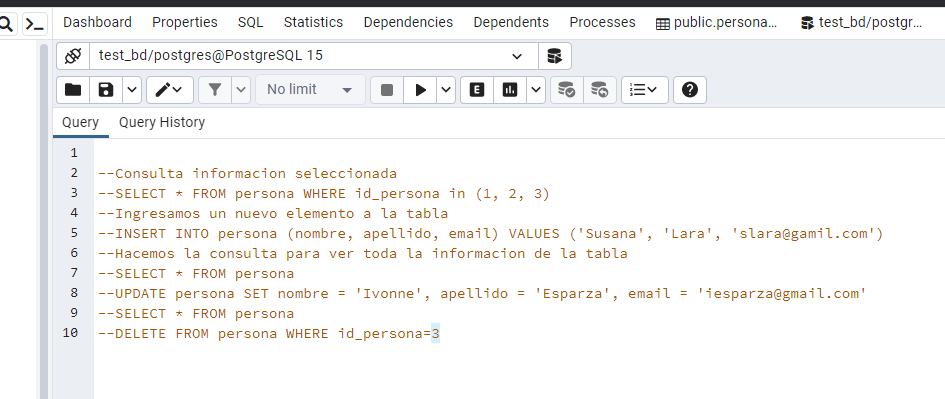 Dashboard Properties SQL Statistics Dependencies Dependents Processes public.persona... test_bd/postgr...
test_bd/postgres@PostgreSQL 15
No limit E
Query Query History
1
2 --Consulta informacion seleccionada
3 --SELECT * FROM persona WHERE id_persona in (1, 2, 3)
4 --Ingresamos un nuevo elemento a la tabla
5 --INSERT INTO persona (nombre, apellido, email) VALUES ('Susana', 'Lara', 'slara@gamil.com')
6 --Hacemos la consulta para ver toda la informacion de la tabla
7 --SELECT * FROM persona
8 --UPDATE persona SET nombre = 'Ivonne', apellido = 'Esparza', email = 'iesparza@gmail.com'
9 --SELECT * FROM persona
10 --DELETE FROM persona WHERE id_persona=3